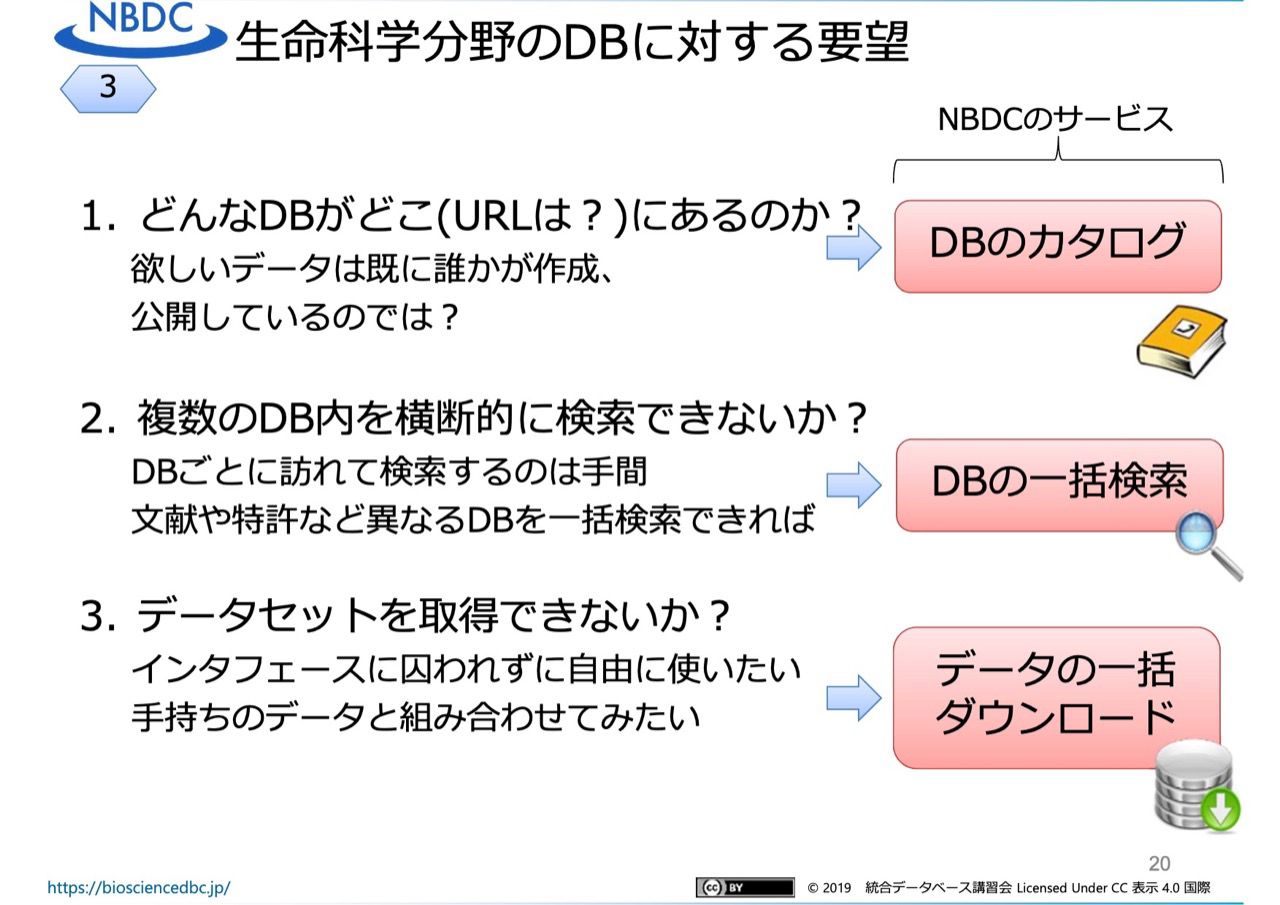 NBDC
生命科学分野のDBに対する要望
3
NBDCのサービス
1. どんなDBがどこ(URLは？)にあるのか？
欲しいデータは既に誰かが作成、
公開しているのでは？
DBのカタログ
2. 複数のDB内を横断的に検索できないか？
DBごとに訪れて検索するのは手間
文献や特許など異なるDBを一括検索できれば
DBの一括検索
3. データセットを取得できないか？
インタフェースに囚われずに自由に使いたい
手持ちのデータと組み合わせてみたい
データの一括
ダウンロード
20
https://biosciencedbc.jp/
cc BY
© 2019 統合データベース講習会 Licensed Under CC 表示 4.0 国際